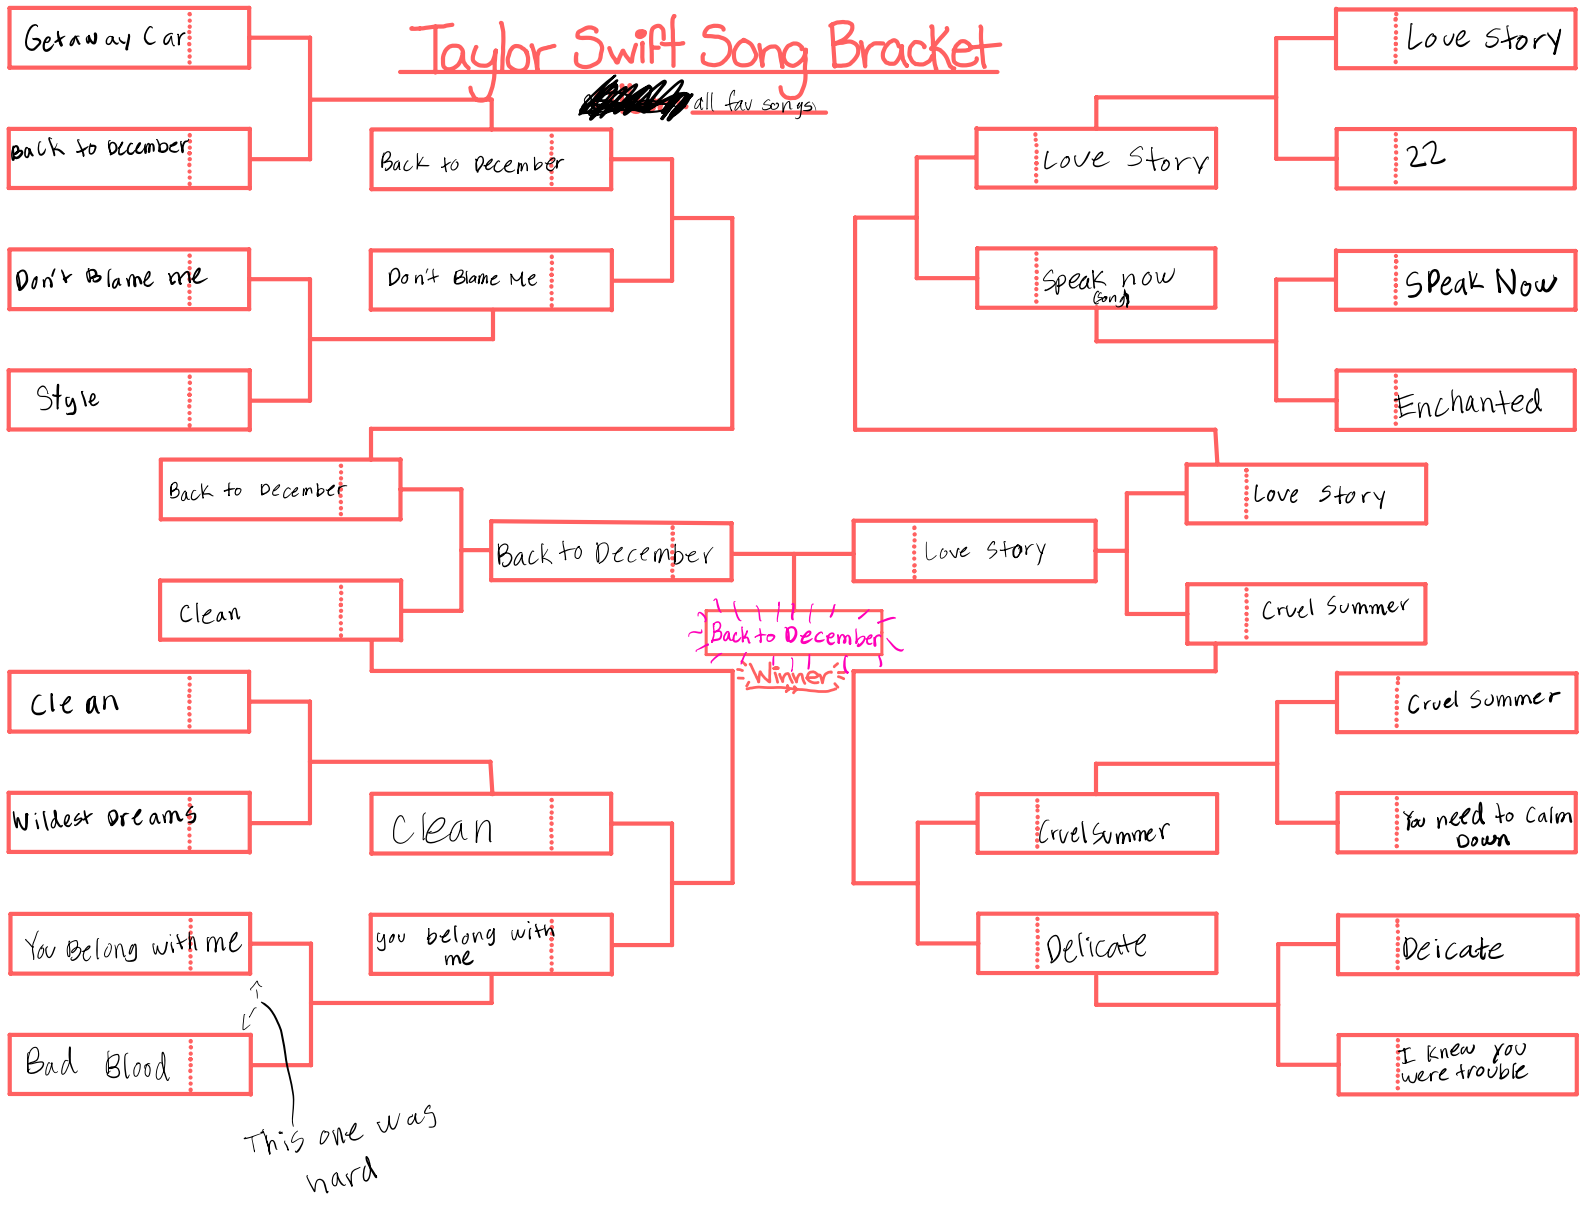 Taylor Swift Song Bracket
all fav songs
Getaway Car
Back to December
Don't Blame me
Style
Back to December
Don't Blame Me
Back to December
Clean
Back to December
Clean
Wildest Dreams
You Belong with me
Bad Blood
This one was
hard
Clean
you belong with
me
Love Story
22
Speak Now
Enchanted
Love Story
Speak now
(song)
Love Story
Cruel Summer
Love Story
Cruel Summer
You need to Calm
Down
Deicate
I knew you
were trouble
Cruel Summer
Delicate
Back to December
Winner